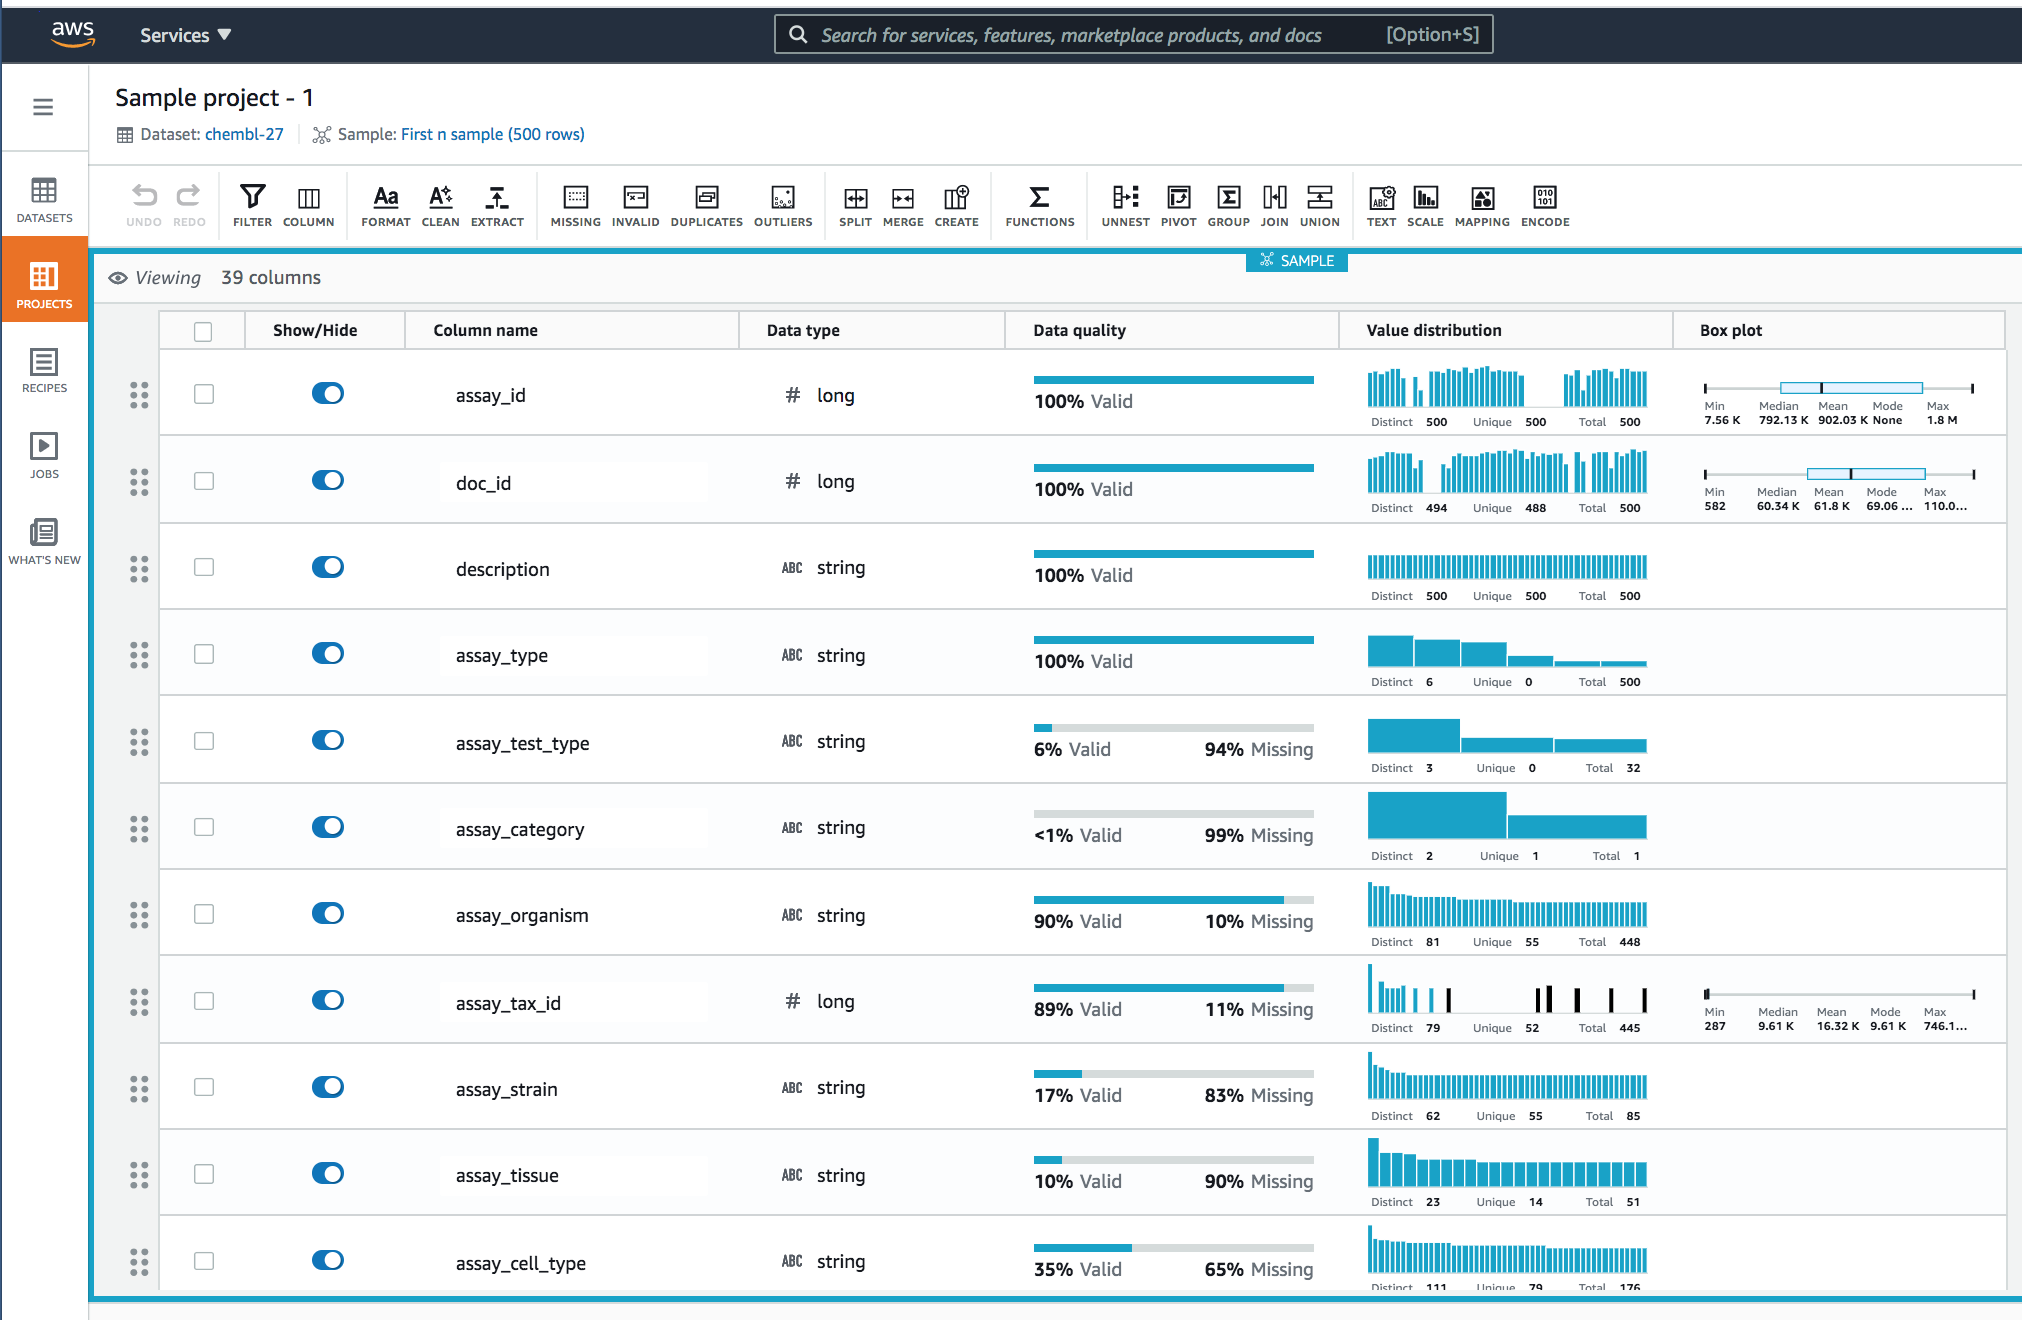 aws Services Search for services, features, marketplace products, and docs [Option+S]
Sample project - 1
Dataset: chembl-27 Sample: First n sample (500 rows)
UNDO REDO FILTER COLUMN FORMAT CLEAN EXTRACT MISSING INVALID DUPLICATES OUTLIERS SPLIT MERGE CREATE FUNCTIONS UNNEST PIVOT GROUP JOIN UNION TEXT SCALE MAPPING ENCODE
DATASETS
PROJECTS
RECIPES
JOBS
WHAT'S NEW
SAMPLE
Viewing 39 columns
Show/Hide Column name Data type Data quality Value distribution Box plot
assay_id # long 100% Valid
Distinct 500 Unique 500 Total 500
Min Median Mean Mode Max
7.56 K 792.13 K 902.03 K None 1.8 M
doc_id # long 100% Valid
Distinct 494 Unique 488 Total 500
Min Median Mean Mode Max
582 60.34 K 61.8 K 69.06 ... 110.0...
description ABC string 100% Valid
Distinct 500 Unique 500 Total 500
assay_type ABC string 100% Valid
Distinct 6 Unique 0 Total 500
assay_test_type ABC string 6% Valid 94% Missing
Distinct 3 Unique 0 Total 32
assay_category ABC string <1% Valid 99% Missing
Distinct 2 Unique 1 Total 1
assay_organism ABC string 90% Valid 10% Missing
Distinct 81 Unique 55 Total 448
assay_tax_id # long 89% Valid 11% Missing
Distinct 79 Unique 52 Total 445
Min Median Mean Mode Max
287 9.61 K 16.32 K 9.61 K 746.1...
assay_strain ABC string 17% Valid 83% Missing
Distinct 62 Unique 55 Total 85
assay_tissue ABC string 10% Valid 90% Missing
Distinct 23 Unique 14 Total 51
assay_cell_type ABC string 35% Valid 65% Missing
Distinct 111 Unique 79 Total 176